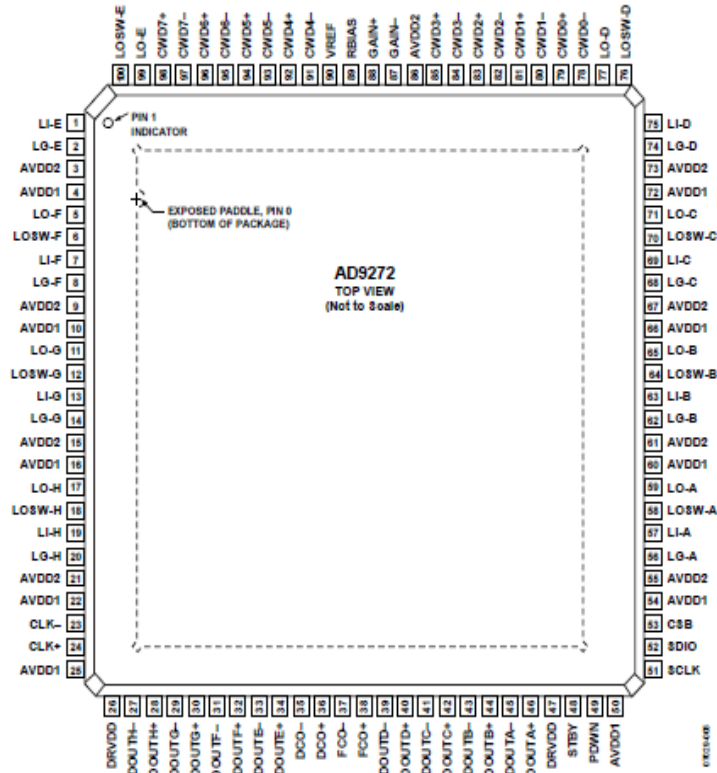 LOSW-E
LO-E
CWD7+
CWD7–
CWD6+
CWD6–
CWD5+
CWD5–
CWD4+
CWD4–
VREF
RBIAS
GAIN+
GAIN–
AVDD2
CWD3+
CWD3–
CWD2+
CWD2–
CWD1+
CWD1–
CWD0+
CWD0–
LO-D
LOSW-D
100
99
98
97
96
95
94
93
92
91
90
89
88
87
86
85
84
83
82
81
80
79
78
77
76
LI-E 1
LG-E 2
AVDD2 3
AVDD1 4
LO-F 5
LOSW-F 6
LI-F 7
LG-F 8
AVDD2 9
AVDD1 10
LO-G 11
LOSW-G 12
LI-G 13
LG-G 14
AVDD2 15
AVDD1 16
LO-H 17
LOSW-H 18
LI-H 19
LG-H 20
AVDD2 21
AVDD1 22
CLK– 23
CLK+ 24
AVDD1 25
PIN 1
INDICATOR
EXPOSED PADDLE, PIN 0
(BOTTOM OF PACKAGE)
AD9272
TOP VIEW
(Not to Scale)
75 LI-D
74 LG-D
73 AVDD2
72 AVDD1
71 LO-C
70 LOSW-C
69 LI-C
68 LG-C
67 AVDD2
66 AVDD1
65 LO-B
64 LOSW-B
63 LI-B
62 LG-B
61 AVDD2
60 AVDD1
59 LO-A
58 LOSW-A
57 LI-A
56 LG-A
55 AVDD2
54 AVDD1
53 CSB
52 SDIO
51 SCLK
26
27
28
29
30
31
32
33
34
35
36
37
38
39
40
41
42
43
44
45
46
47
48
49
50
DRVDD
DOUTH–
DOUTH+
DOUTG–
DOUTG+
DOUTF–
DOUTF+
DOUTE–
DOUTE+
DCO–
DCO+
FCO–
FCO+
DOUTD–
DOUTD+
DOUTC–
DOUTC+
DOUTB–
DOUTB+
DOUTA–
DOUTA+
DRVDD
STBY
PDWN
AVDD1